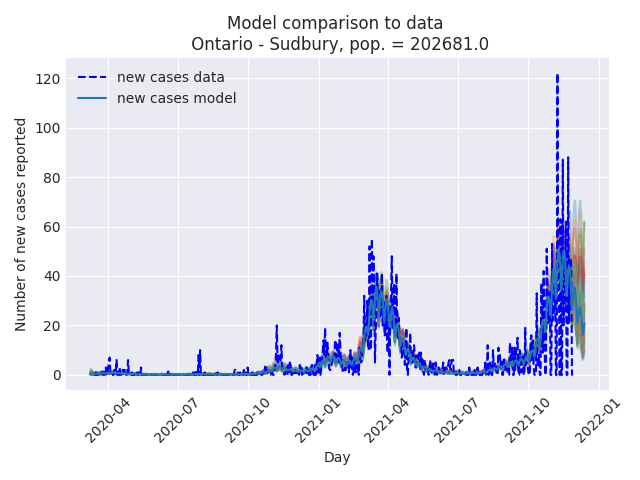 Model comparison to data
Ontario - Sudbury, pop. = 202681.0
new cases data
new cases model
Number of new cases reported
120
100
80
60
40
20
0
2020-04
2020-07
2020-10
2021-01
2021-04
2021-07
2021-10
2022-01
Day